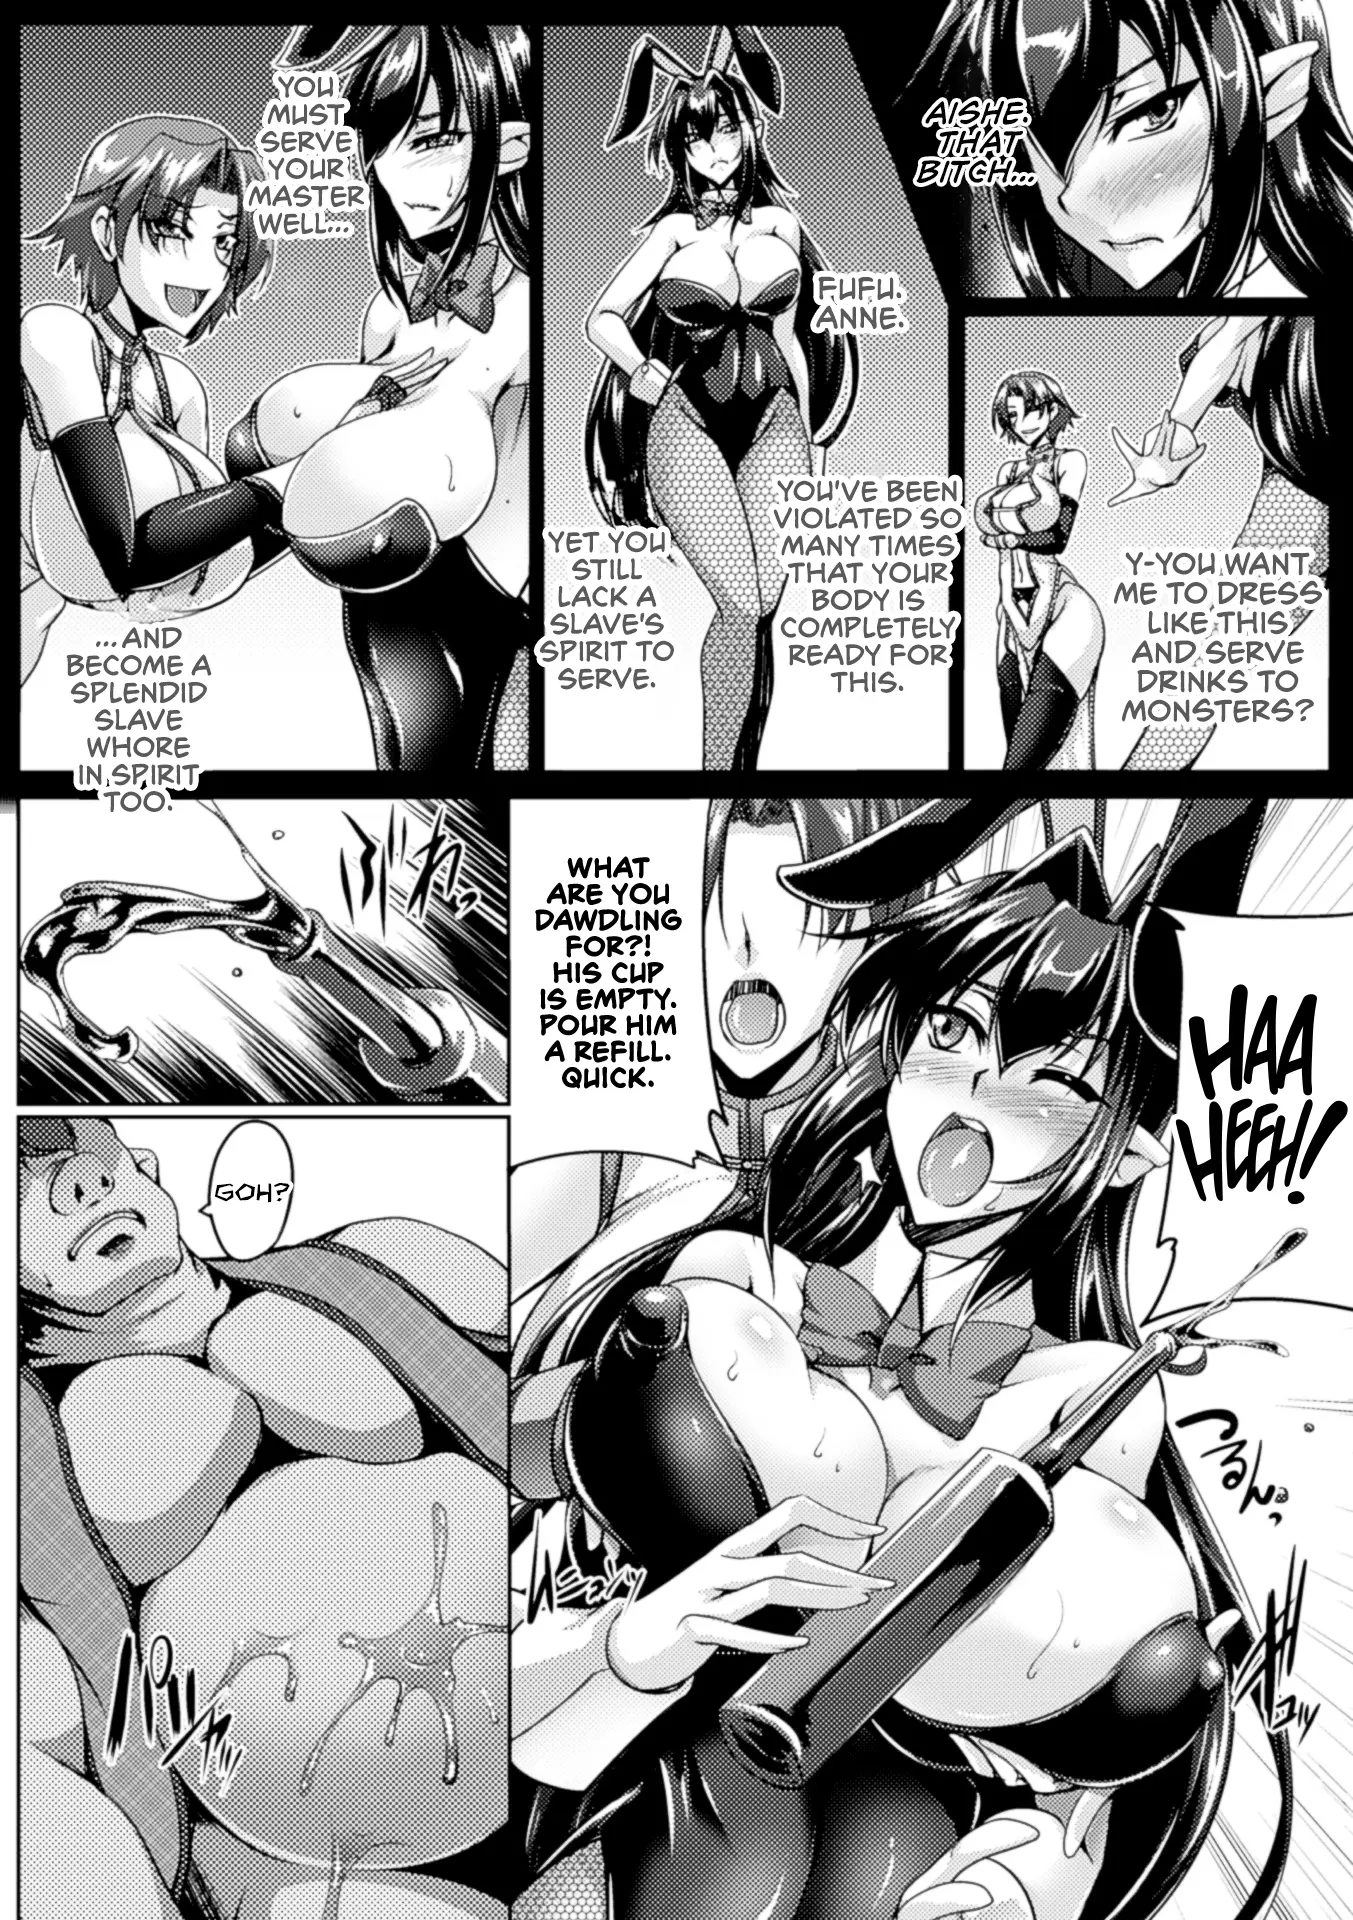 AISHE.
THAT
BITCH...
Y-YOU WANT
ME TO DRESS
LIKE THIS
AND SERVE
DRINKS TO
MONSTERS?
FUFU.
ANNE.
YOU'VE BEEN
VIOLATED SO
MANY TIMES
THAT YOUR
BODY IS
COMPLETELY
READY FOR
THIS.
YET YOU
STILL
LACK A
SLAVE'S
SPIRIT TO
SERVE.
YOU
MUST
SERVE
YOUR
MASTER
WELL...
...AND
BECOME A
SPLENDID
SLAVE
WHORE
IN SPIRIT
TOO.
WHAT
ARE YOU
DAWDLING
FOR?!
HIS CUP
IS EMPTY.
POUR HIM
A REFILL.
QUICK.
HAA
HEEH!
つるん
GOH?